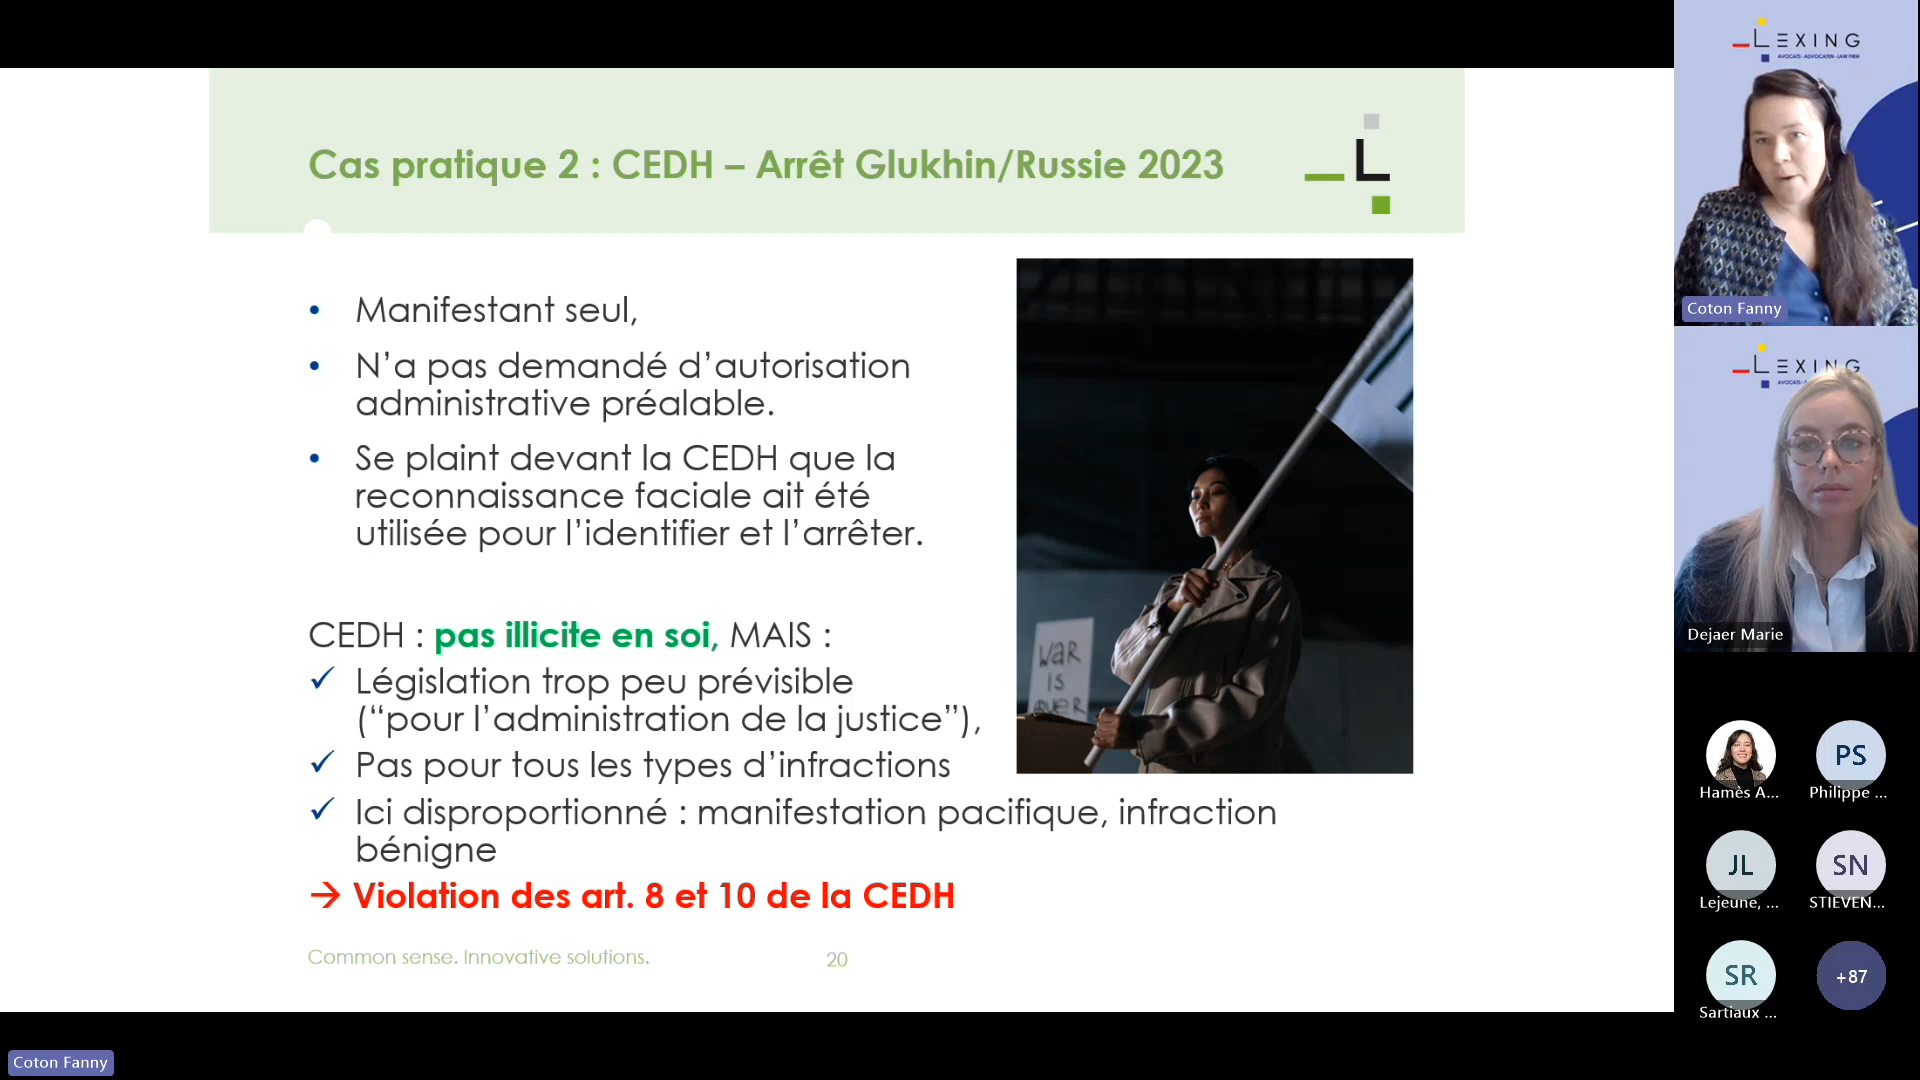 Cas pratique 2 : CEDH – Arrêt Glukhin/Russie 2023
L
• Manifestant seul,
• N’a pas demandé d’autorisation
administrative préalable.
• Se plaint devant la CEDH que la
reconnaissance faciale ait été
utilisée pour l’identifier et l’arrêter.
WAR
IS
OVER
CEDH : pas illicite en soi, MAIS :
✓ Législation trop peu prévisible
(“pour l’administration de la justice”),
✓ Pas pour tous les types d’infractions
✓ Ici disproportionné : manifestation pacifique, infraction
bénigne
→ Violation des art. 8 et 10 de la CEDH
Common sense. Innovative solutions.
20
Coton Fanny
LEXING
AVOCATS - ADVOCATEN - LAW FIRM
Coton Fanny
LEXING
AVOCATS
Dejaer Marie
Hamès A...
PS
Philippe ...
JL
Lejeune, ...
SN
STIEVEN...
SR
Sartiaux ...
+87